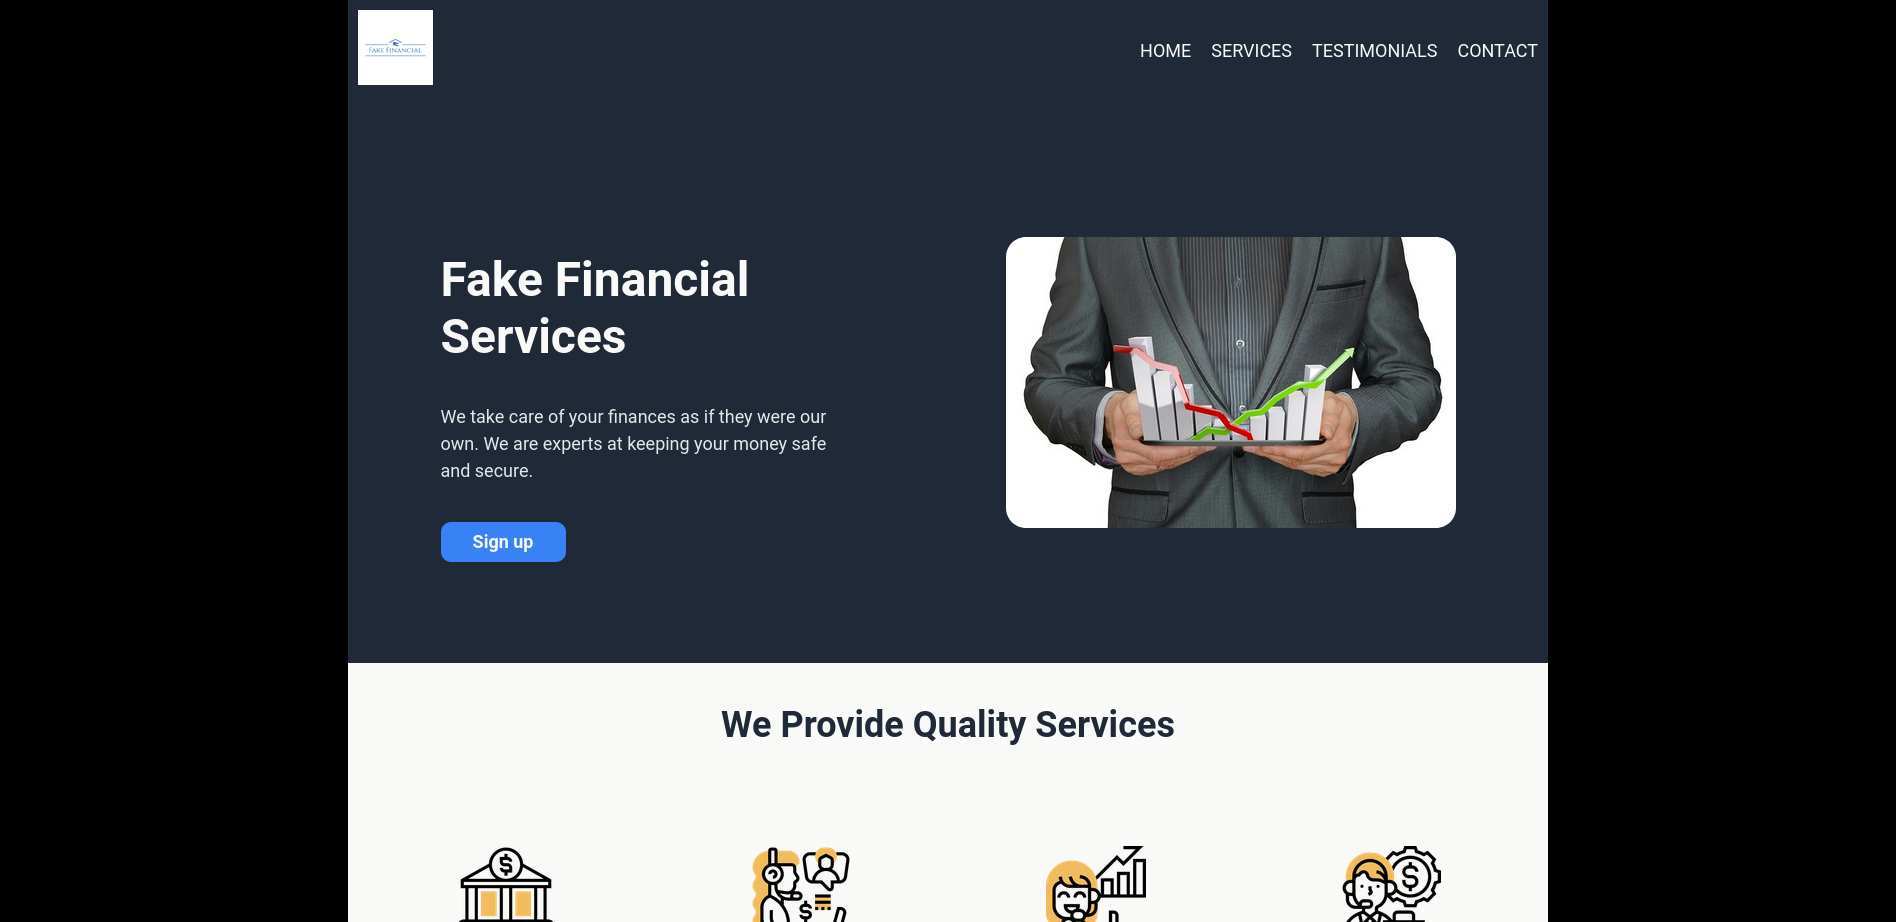 FAKE FINANCIAL
HOME SERVICES TESTIMONIALS CONTACT
Fake Financial
Services
We take care of your finances as if they were our
own. We are experts at keeping your money safe
and secure.
Sign up
We Provide Quality Services
$
$
$